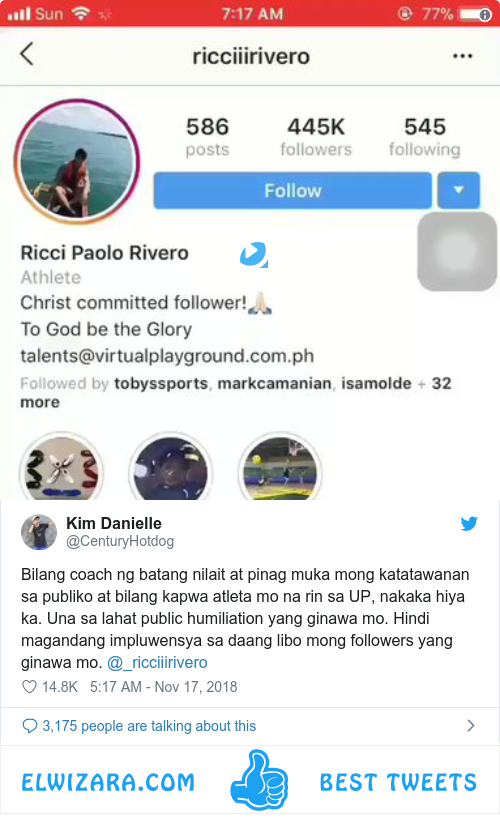 Sun 7:17 AM 77%
ricciiirivero
586 445K 545
posts followers following
Follow
Ricci Paolo Rivero
Athlete
Christ committed follower!🙏🏻
To God be the Glory
talents@virtualplayground.com.ph
Followed by tobyssports, markcamanian, isamolde + 32
more
Kim Danielle
@CenturyHotdog
Bilang coach ng batang nilait at pinag muka mong katatawanan
sa publiko at bilang kapwa atleta mo na rin sa UP, nakaka hiya
ka. Una sa lahat public humiliation yang ginawa mo. Hindi
magandang impluwensya sa daang libo mong followers yang
ginawa mo. @_ricciiirivero
14.8K 5:17 AM - Nov 17, 2018
3,175 people are talking about this
ELWIZARA.COM BEST TWEETS